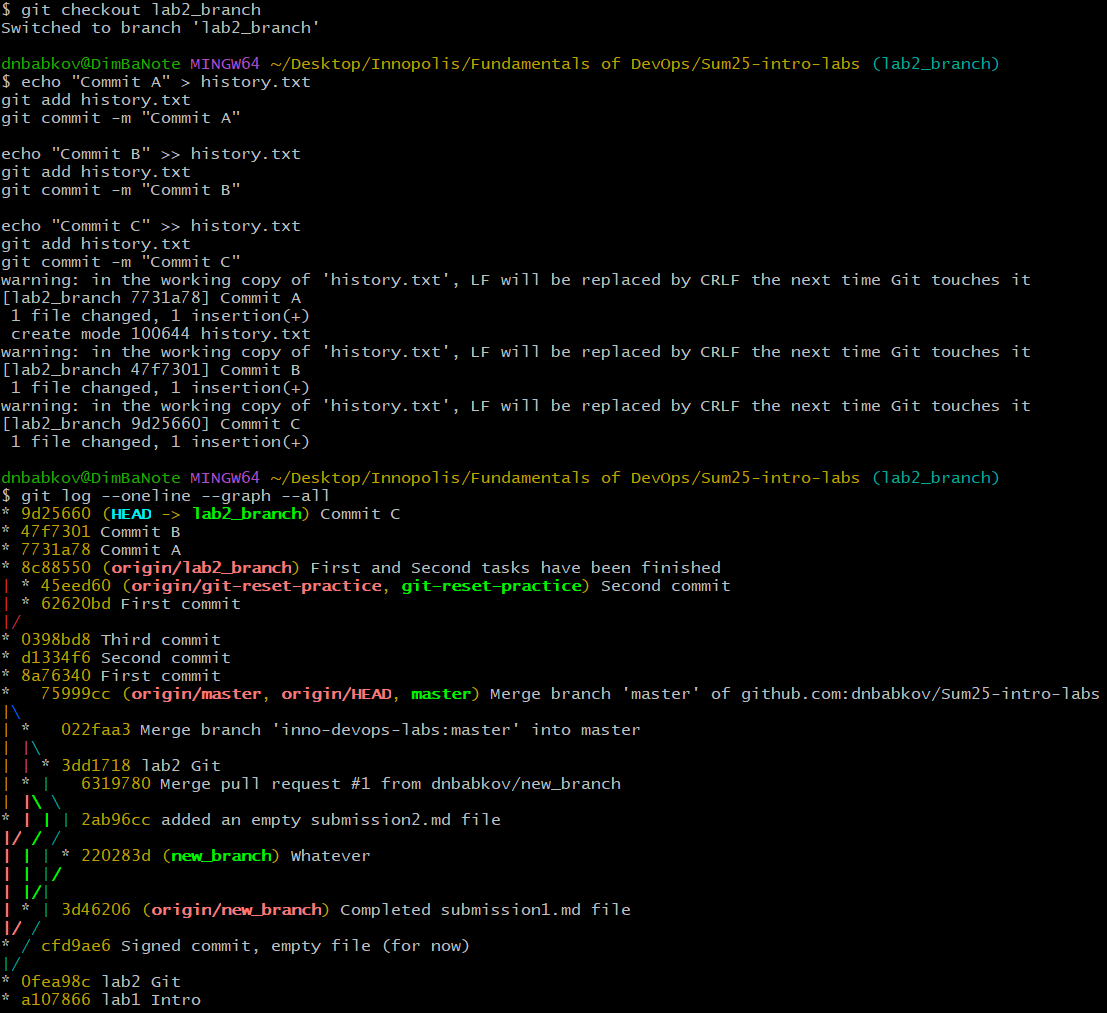 $ git checkout lab2_branch
Switched to branch 'lab2_branch'

dnbabkov@DimBaNote MINGW64 ~/Desktop/Innopolis/Fundamentals of DevOps/Sum25-intro-labs (lab2_branch)
$ echo "Commit A" > history.txt
git add history.txt
git commit -m "Commit A"

echo "Commit B" >> history.txt
git add history.txt
git commit -m "Commit B"

echo "Commit C" >> history.txt
git add history.txt
git commit -m "Commit C"
warning: in the working copy of 'history.txt', LF will be replaced by CRLF the next time Git touches it
[lab2_branch 7731a78] Commit A
 1 file changed, 1 insertion(+)
 create mode 100644 history.txt
warning: in the working copy of 'history.txt', LF will be replaced by CRLF the next time Git touches it
[lab2_branch 47f7301] Commit B
 1 file changed, 1 insertion(+)
warning: in the working copy of 'history.txt', LF will be replaced by CRLF the next time Git touches it
[lab2_branch 9d25660] Commit C
 1 file changed, 1 insertion(+)

dnbabkov@DimBaNote MINGW64 ~/Desktop/Innopolis/Fundamentals of DevOps/Sum25-intro-labs (lab2_branch)
$ git log --oneline --graph --all
* 9d25660 (HEAD -> lab2_branch) Commit C
* 47f7301 Commit B
* 7731a78 Commit A
* 8c88550 (origin/lab2_branch) First and Second tasks have been finished
| * 45eed60 (origin/git-reset-practice, git-reset-practice) Second commit
| * 62620bd First commit
|/
* 0398bd8 Third commit
* d1334f6 Second commit
* 8a76340 First commit
*   75999cc (origin/master, origin/HEAD, master) Merge branch 'master' of github.com:dnbabkov/Sum25-intro-labs
|\
| *   022faa3 Merge branch 'inno-devops-labs:master' into master
| |\
| | * 3dd1718 lab2 Git
| * |   6319780 Merge pull request #1 from dnbabkov/new_branch
| |\ \
* | | | 2ab96cc added an empty submission2.md file
|/ / /
| | | * 220283d (new_branch) Whatever
| | |/
| |/|
| * | 3d46206 (origin/new_branch) Completed submission1.md file
|/ /
* / cfd9ae6 Signed commit, empty file (for now)
|/
* 0fea98c lab2 Git
* a107866 lab1 Intro